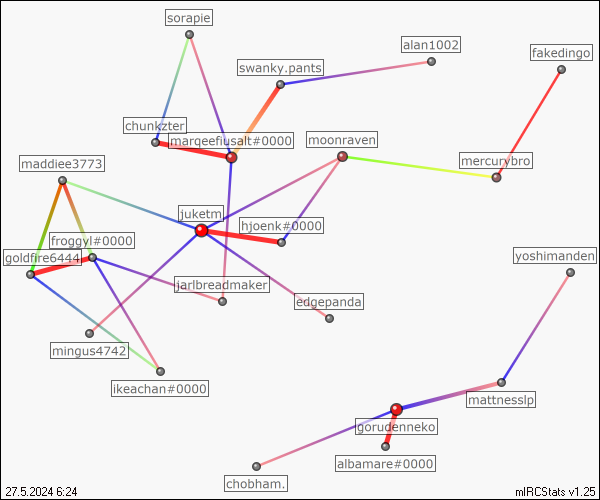 sorapie
alan1002
fakedingo
swanky.pants
chunkzter
marqeefiusalt#0000
moonraven
mercurybro
maddiee3773
juketm
hjoenk#0000
froggyl#0000
goldfire6444
yoshimanden
jarlbreadmaker
edgepanda
mingus4742
ikeachan#0000
mattnesslp
gorudenneko
albamare#0000
chobham.
27.5.2024 6:24
mIRCStats v1.25